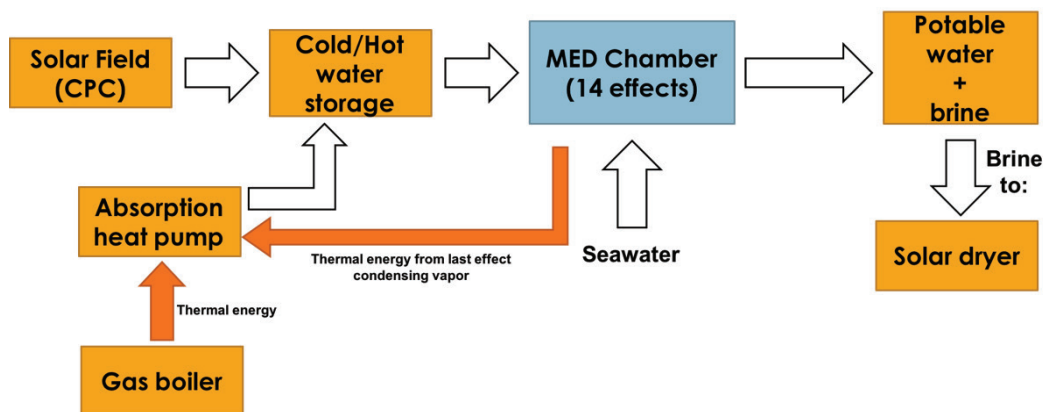 Solar Field
(CPC)
Cold/Hot
water
storage
MED Chamber
(14 effects)
Potable
water
+
brine
Brine
to:
Absorption
heat pump
Thermal energy from last effect
condensing vapor
Seawater
Solar dryer
Thermal energy
Gas boiler